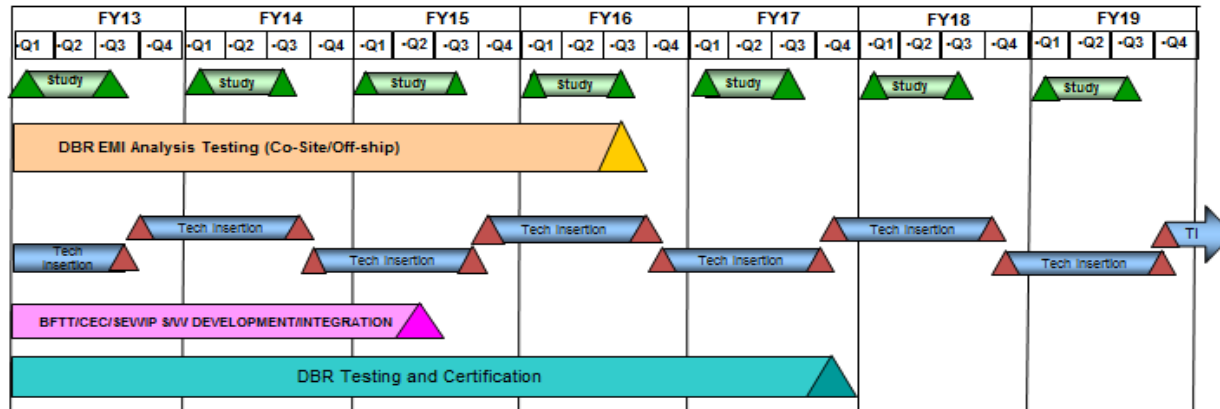 FY13 FY14 FY15 FY16 FY17 FY18 FY19
-Q1 -Q2 -Q3 -Q4 -Q1 -Q2 -Q3 -Q4 -Q1 -Q2 -Q3 -Q4 -Q1 -Q2 -Q3 -Q4 -Q1 -Q2 -Q3 -Q4 -Q1 -Q2 -Q3 -Q4 -Q1 -Q2 -Q3 -Q4
Study Study Study Study Study Study Study
DBR EMI Analysis Testing (Co-Site/Off-ship)
Tech Insertion Tech Insertion Tech Insertion TI
Tech
Insertion
Tech Insertion Tech Insertion Tech Insertion
BFTT/CEC/SEWIP S/W DEVELOPMENT/INTEGRATION
DBR Testing and Certification